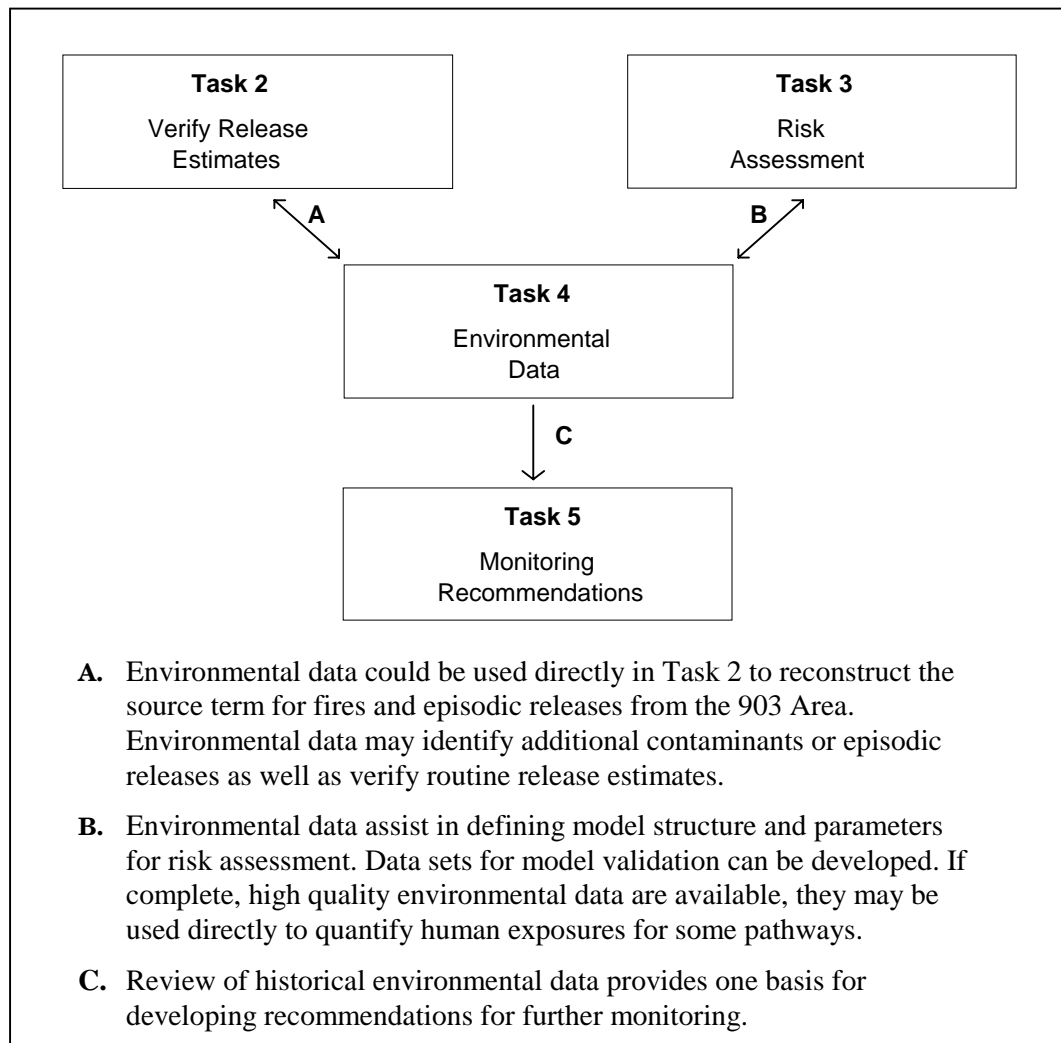 Task 2
Verify Release
Estimates
Task 3
Risk
Assessment
A
B
Task 4
Environmental
Data
C
Task 5
Monitoring
Recommendations
A. Environmental data could be used directly in Task 2 to reconstruct the
source term for fires and episodic releases from the 903 Area.
Environmental data may identify additional contaminants or episodic
releases as well as verify routine release estimates.
B. Environmental data assist in defining model structure and parameters
for risk assessment. Data sets for model validation can be developed. If
complete, high quality environmental data are available, they may be
used directly to quantify human exposures for some pathways.
C. Review of historical environmental data provides one basis for
developing recommendations for further monitoring.